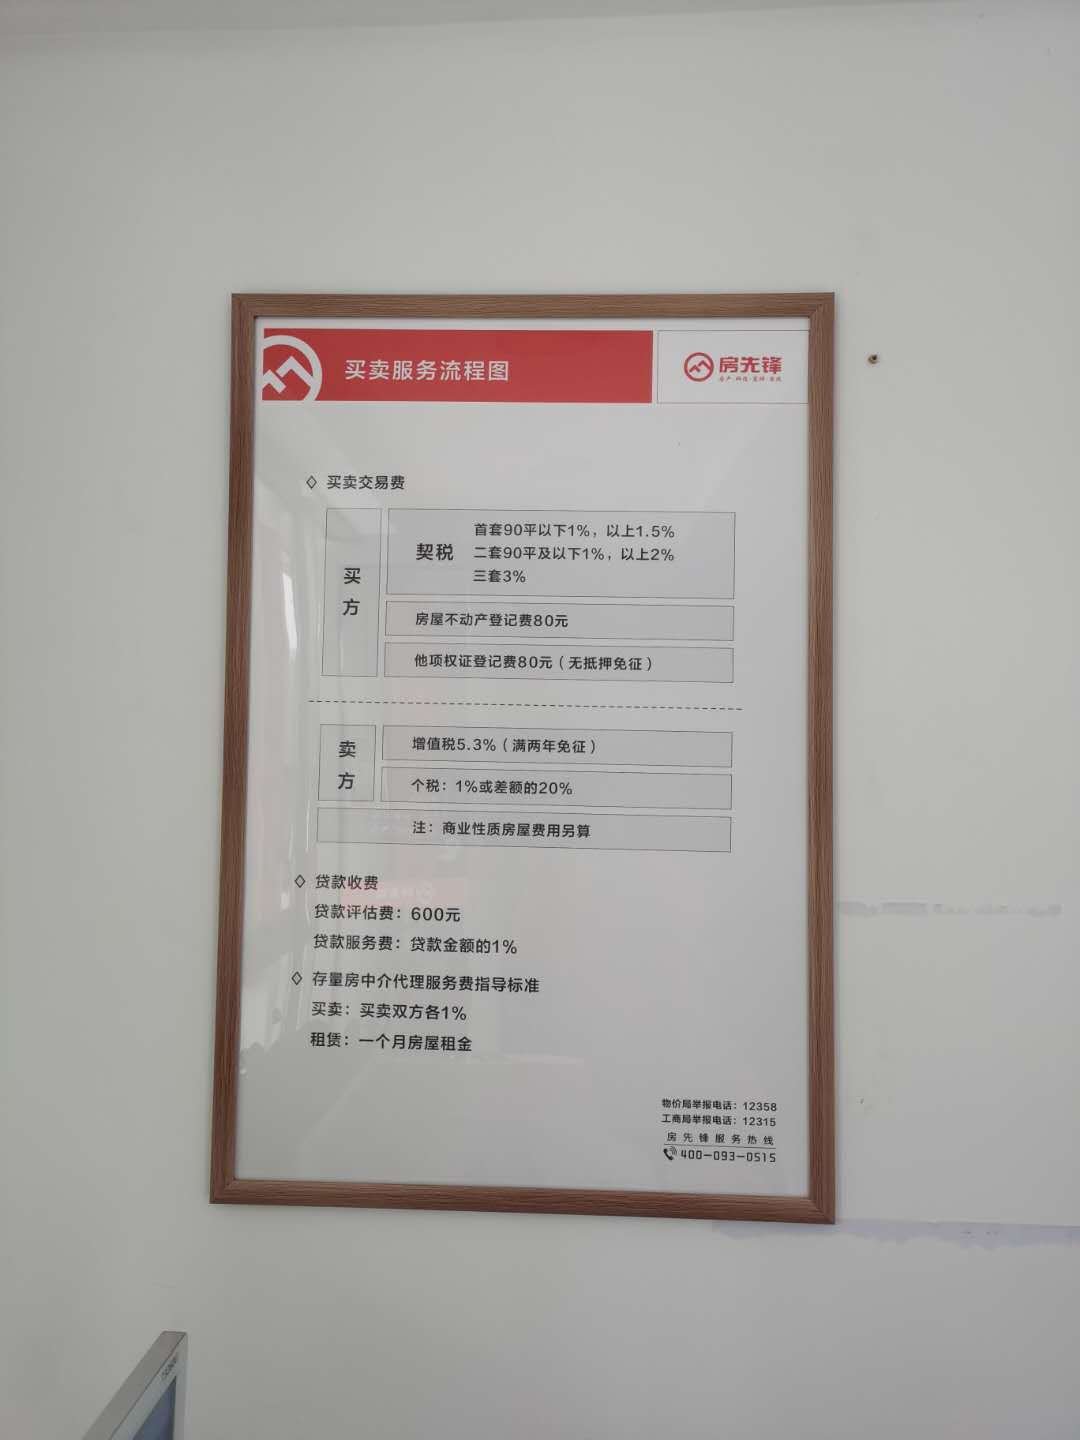 买卖服务流程图
房先锋
买卖交易费
买方
契税
首套90平以下1%，以上1.5%
二套90平及以下1%，以上2%
三套3%
房屋不动产登记费80元
他项权证登记费80元（无抵押免征）
卖方
增值税5.3%（满两年免征）
个税：1%或差额的20%
注：商业性质房屋费用另算
贷款收费
贷款评估费：600元
贷款服务费：贷款金额的1%
存量房中介代理服务费指导标准
买卖：买卖双方各1%
租赁：一个月房屋租金
物价局举报电话：12358
工商局举报电话：12315
房先锋服务热线
400-093-0515